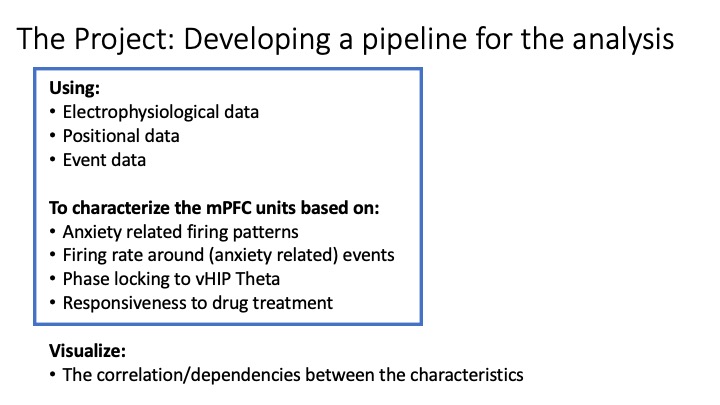 The Project: Developing a pipeline for the analysis
Using:
• Electrophysiological data
• Positional data
• Event data
To characterize the mPFC units based on:
• Anxiety related firing patterns
• Firing rate around (anxiety related) events
• Phase locking to vHIP Theta
• Responsiveness to drug treatment
Visualize:
• The correlation/dependencies between the characteristics